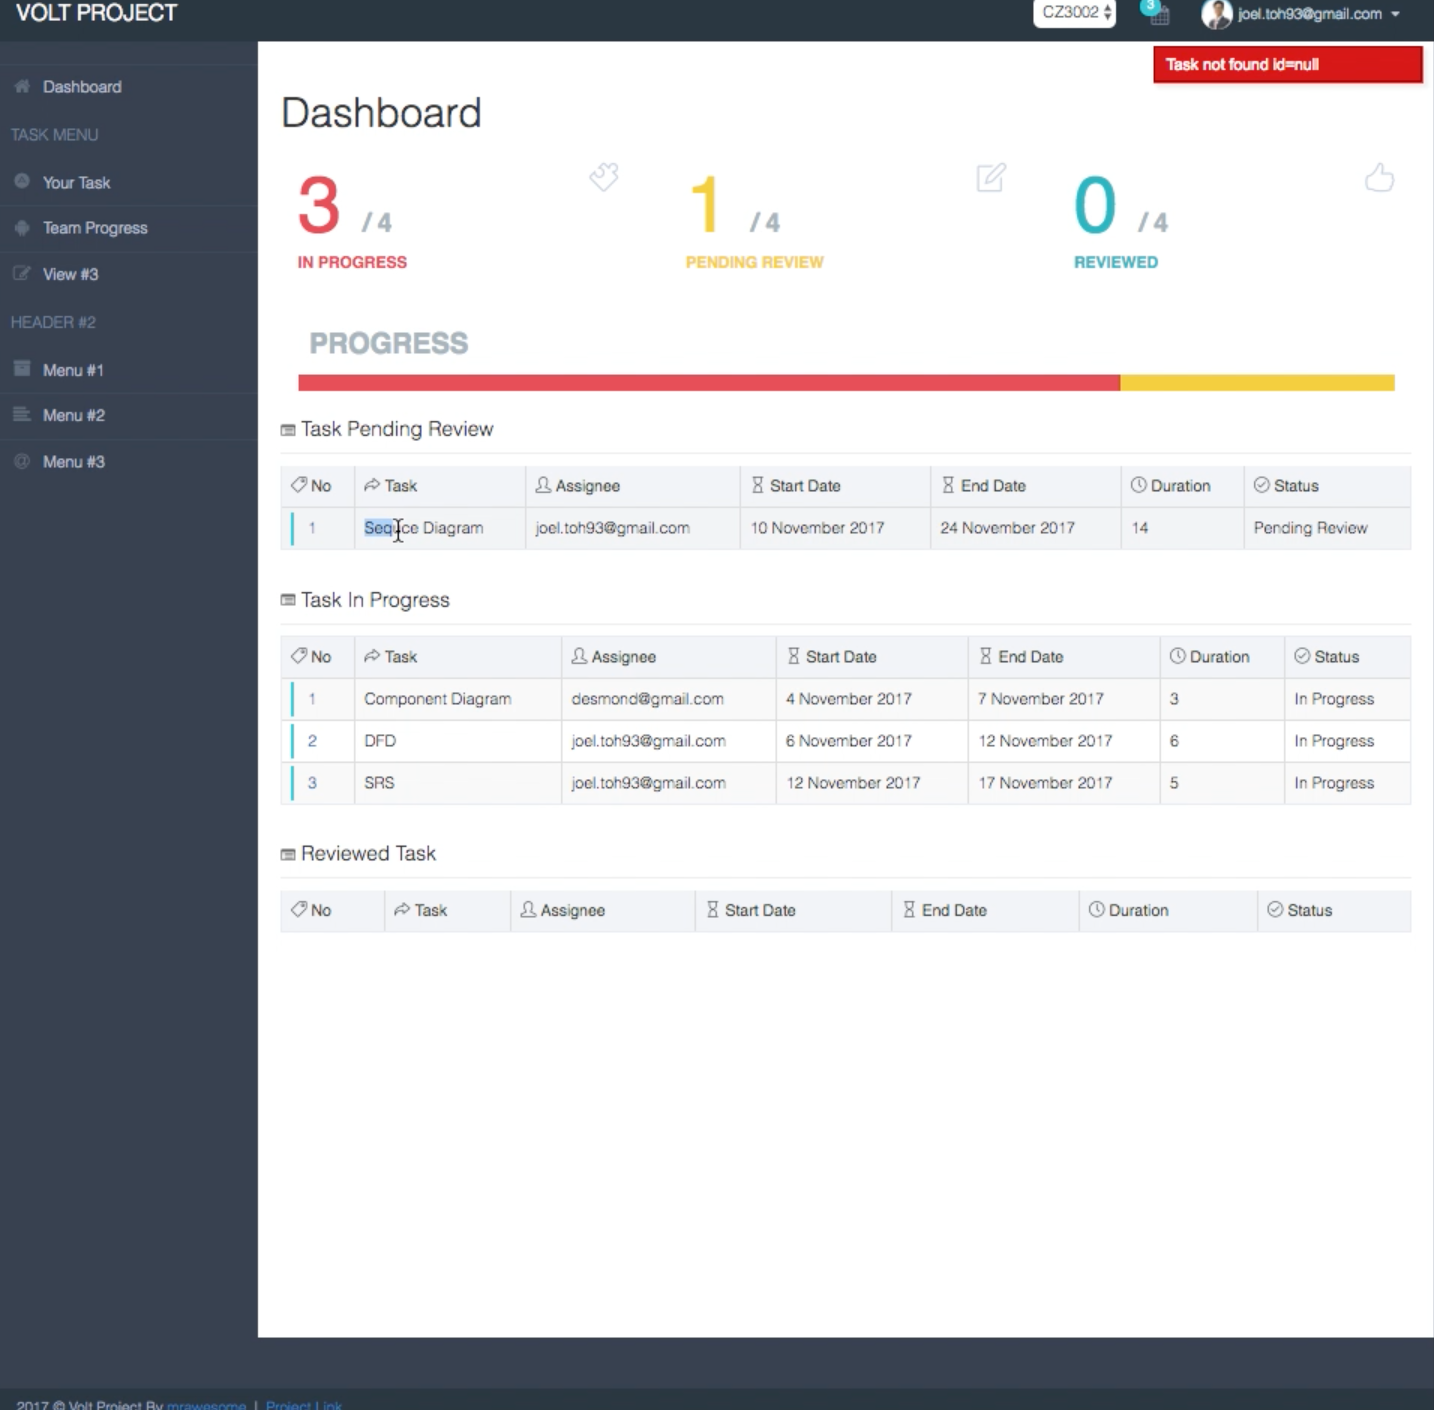 VOLT PROJECT
CZ3002
3
joel.toh93@gmail.com
Task not found id=null
Dashboard
TASK MENU
Your Task
Team Progress
View #3
HEADER #2
Menu #1
Menu #2
Menu #3
Dashboard
3 / 4
IN PROGRESS
1 / 4
PENDING REVIEW
0 / 4
REVIEWED
PROGRESS
Task Pending Review
No Task Assignee Start Date End Date Duration Status
1 Sequce Diagram joel.toh93@gmail.com 10 November 2017 24 November 2017 14 Pending Review
Task In Progress
No Task Assignee Start Date End Date Duration Status
1 Component Diagram desmond@gmail.com 4 November 2017 7 November 2017 3 In Progress
2 DFD joel.toh93@gmail.com 6 November 2017 12 November 2017 6 In Progress
3 SRS joel.toh93@gmail.com 12 November 2017 17 November 2017 5 In Progress
Reviewed Task
No Task Assignee Start Date End Date Duration Status
2017 © Volt Project By mrawesome | Project Link